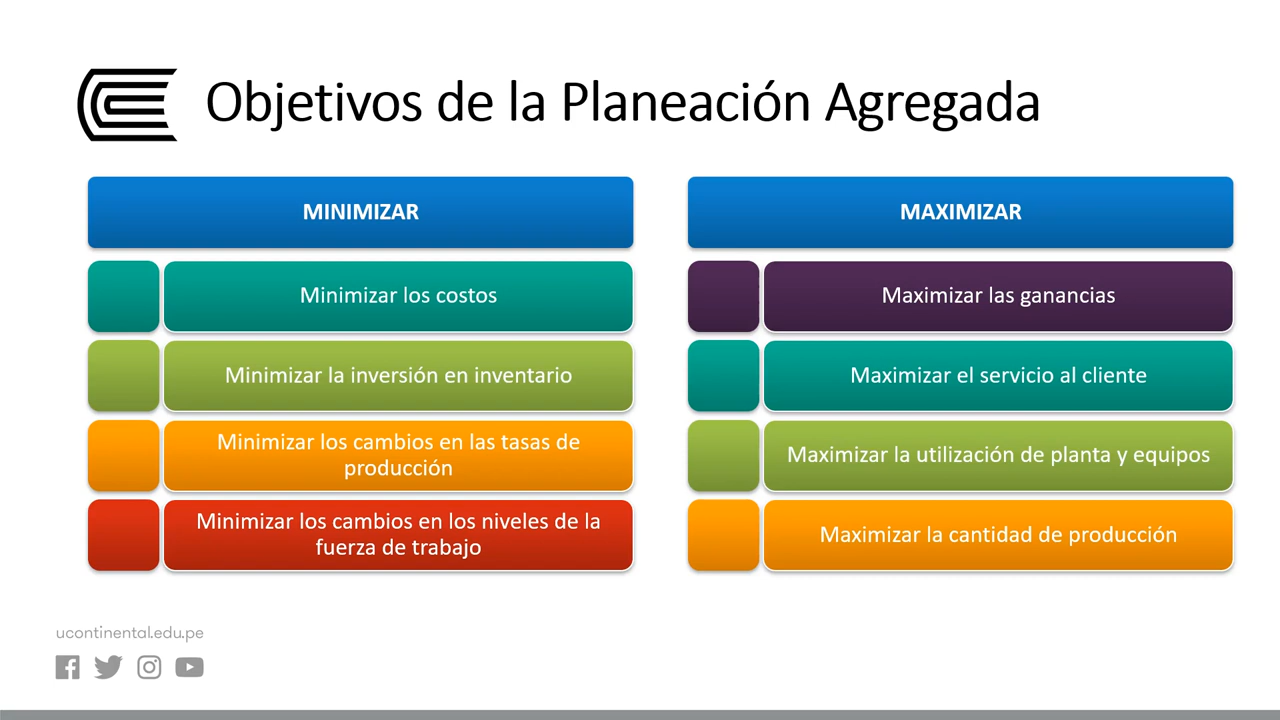 Objetivos de la Planeación Agregada
MINIMIZAR
Minimizar los costos
Minimizar la inversión en inventario
Minimizar los cambios en las tasas de
producción
Minimizar los cambios en los niveles de la
fuerza de trabajo
MAXIMIZAR
Maximizar las ganancias
Maximizar el servicio al cliente
Maximizar la utilización de planta y equipos
Maximizar la cantidad de producción
ucontinental.edu.pe